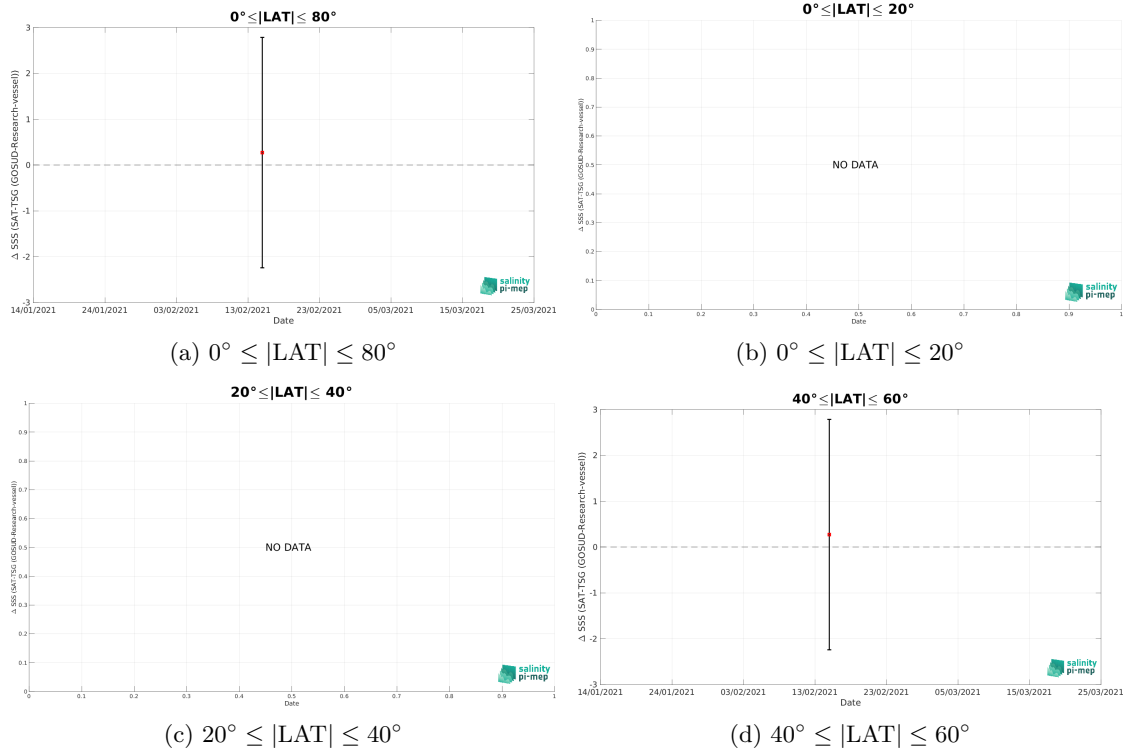 0°≤|LAT|≤ 80°
Δ SSS (SAT-TSG (GOSUD-Research-vessel))
3
2
1
0
-1
-2
-3
14/01/2021 24/01/2021 03/02/2021 13/02/2021 23/02/2021 05/03/2021 15/03/2021 25/03/2021
Date
salinity
pi-mep
(a) 0° ≤ |LAT| ≤ 80°
0°≤|LAT|≤ 20°
Δ SSS (SAT-TSG (GOSUD-Research-vessel))
1
0.9
0.8
0.7
0.6
0.5
0.4
0.3
0.2
0.1
0
NO DATA
0 0.1 0.2 0.3 0.4 0.5 0.6 0.7 0.8 0.9 1
Date
salinity
pi-mep
(b) 0° ≤ |LAT| ≤ 20°
20°≤|LAT|≤ 40°
Δ SSS (SAT-TSG (GOSUD-Research-vessel))
1
0.9
0.8
0.7
0.6
0.5
0.4
0.3
0.2
0.1
0
NO DATA
0 0.1 0.2 0.3 0.4 0.5 0.6 0.7 0.8 0.9 1
Date
salinity
pi-mep
(c) 20° ≤ |LAT| ≤ 40°
40°≤|LAT|≤ 60°
Δ SSS (SAT-TSG (GOSUD-Research-vessel))
3
2
1
0
-1
-2
-3
14/01/2021 24/01/2021 03/02/2021 13/02/2021 23/02/2021 05/03/2021 15/03/2021 25/03/2021
Date
salinity
pi-mep
(d) 40° ≤ |LAT| ≤ 60°